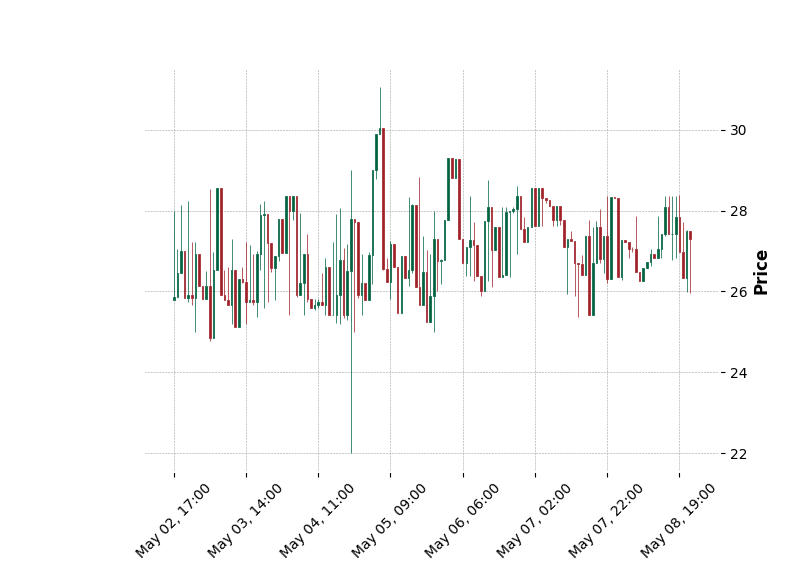 30
28
26
24
22
Price
May 02, 17:00
May 03, 14:00
May 04, 11:00
May 05, 09:00
May 06, 06:00
May 07, 02:00
May 07, 22:00
May 08, 19:00